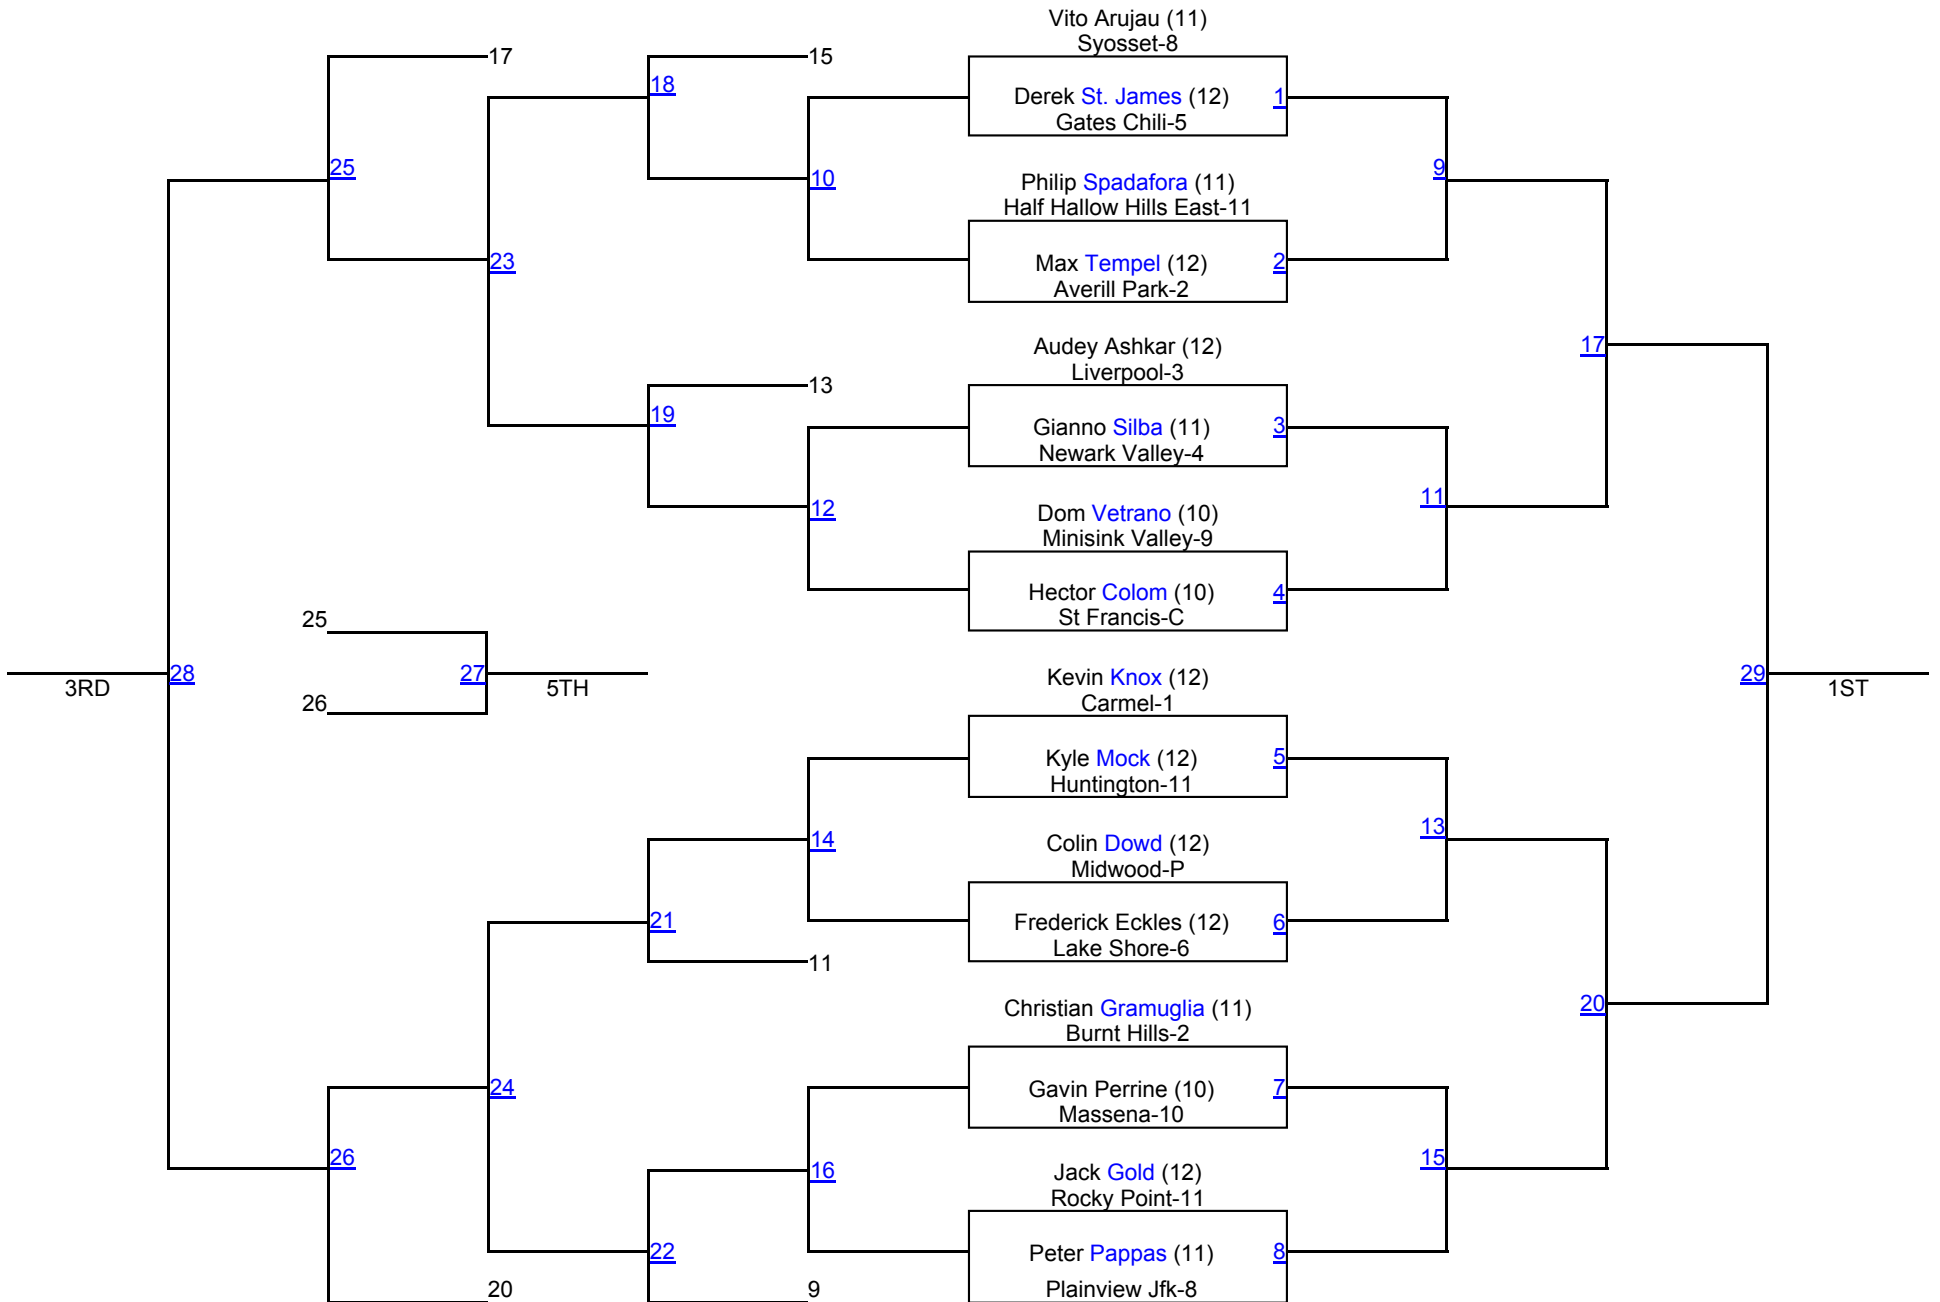 Vito Arujau (11)
Syosset-8
17
15
18
Derek St. James (12)
1
Gates Chili-5
25
10
Philip Spadafora (11)
9
Half Hallow Hills East-11
23
Max Tempel (12)
2
Averill Park-2
Audey Ashkar (12)
17
Liverpool-3
13
19
Gianno Silba (11)
3
Newark Valley-4
12
Dom Vetrano (10)
11
Minisink Valley-9
Hector Colom (10)
4
St Francis-C
25
28
27
Kevin Knox (12)
29
3RD
5TH
1ST
26
Carmel-1
Kyle Mock (12)
5
Huntington-11
14
Colin Dowd (12)
13
Midwood-P
21
Frederick Eckles (12)
6
Lake Shore-6
11
Christian Gramuglia (11)
20
Burnt Hills-2
24
Gavin Perrine (10)
7
Massena-10
26
16
Jack Gold (12)
15
Rocky Point-11
22
Peter Pappas (11)
8
20
9
Plainview Jfk-8